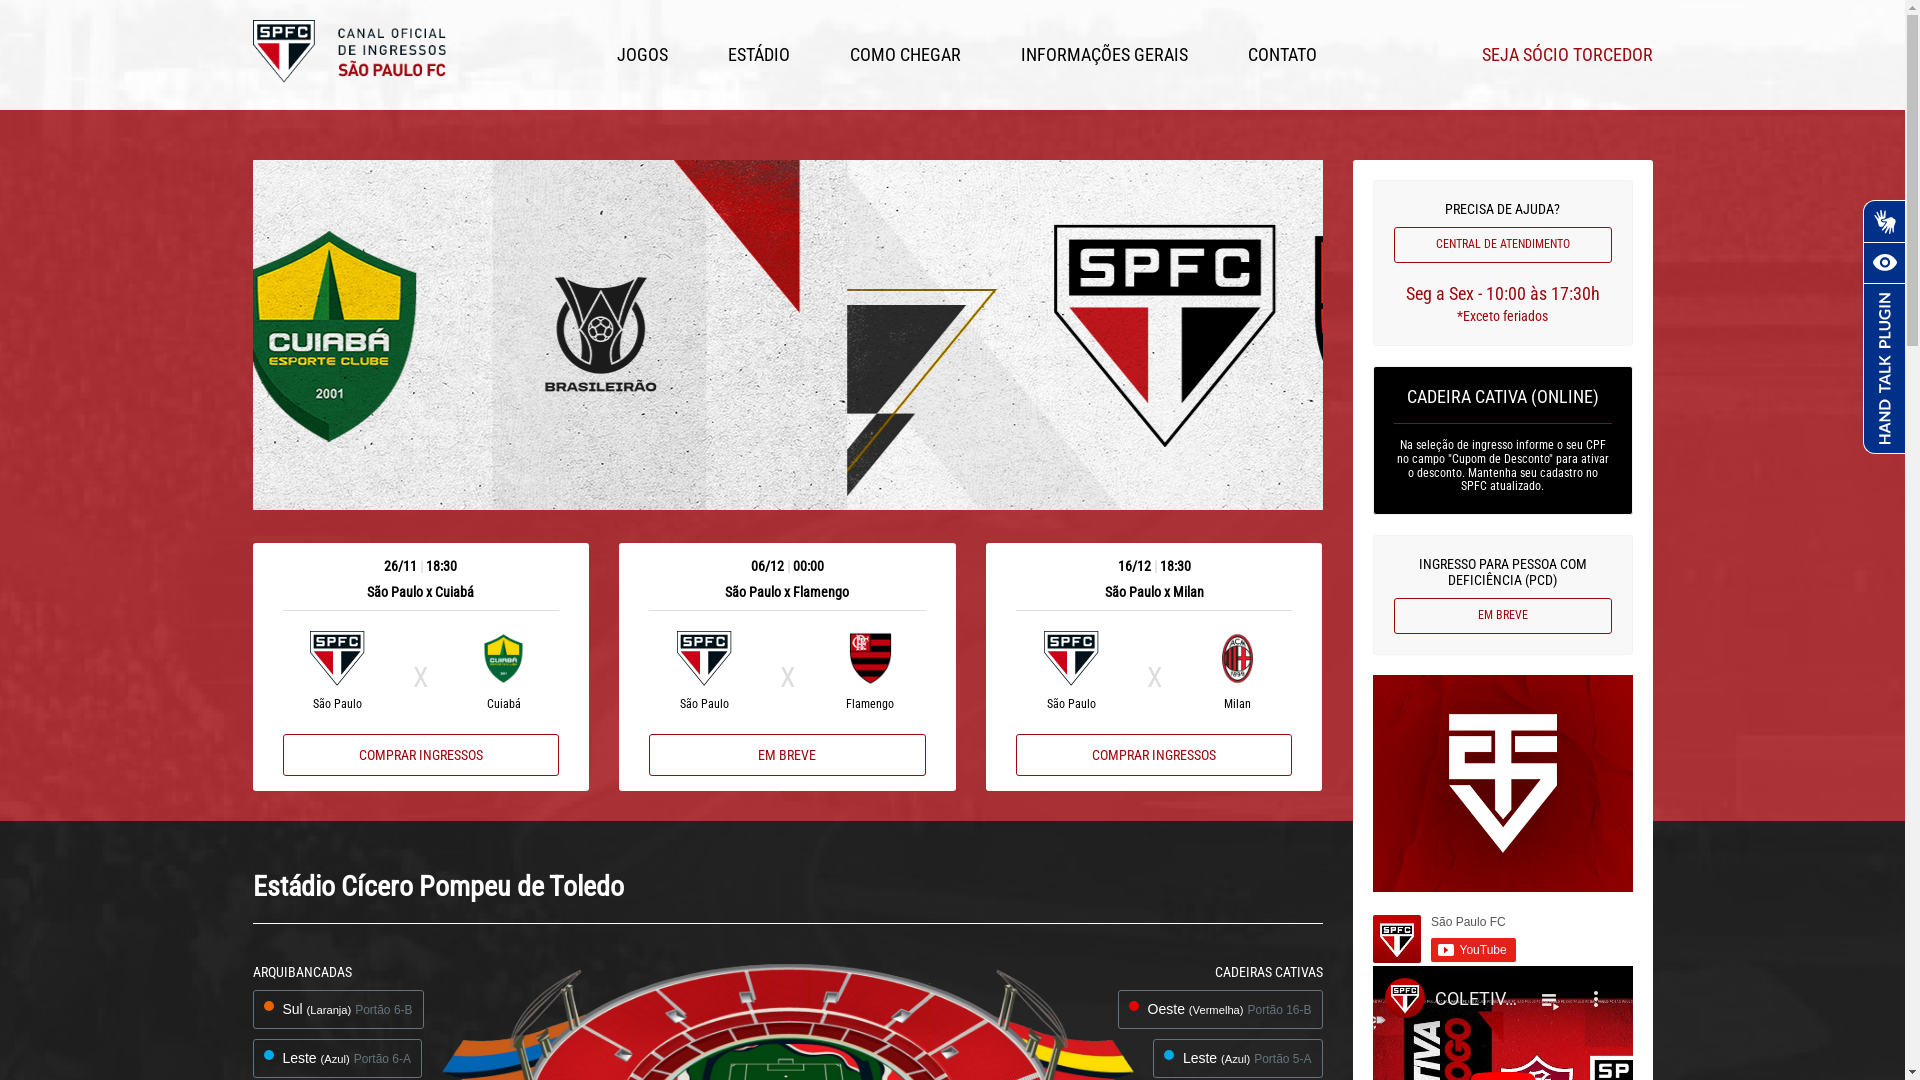 SPFC
CANAL OFICIAL
DE INGRESSOS
SÃO PAULO FC
JOGOS
ESTÁDIO
COMO CHEGAR
INFORMAÇÕES GERAIS
CONTATO
SEJA SÓCIO TORCEDOR
CUIABÁ
ESPORTE CLUBE
2001
BRASILEIRÃO
SPFC
PRECISA DE AJUDA?
CENTRAL DE ATENDIMENTO
Seg a Sex - 10:00 às 17:30h
*Exceto feriados
CADEIRA CATIVA (ONLINE)
Na seleção de ingresso informe o seu CPF
no campo "Cupom de Desconto" para ativar
o desconto. Mantenha seu cadastro no
SPFC atualizado.
INGRESSO PARA PESSOA COM
DEFICIÊNCIA (PCD)
EM BREVE
HAND TALK PLUGIN
26/11 | 18:30
São Paulo x Cuiabá
SPFC
X
CUIABÁ
São Paulo
Cuiabá
COMPRAR INGRESSOS
06/12 | 00:00
São Paulo x Flamengo
SPFC
X
São Paulo
Flamengo
EM BREVE
16/12 | 18:30
São Paulo x Milan
SPFC
X
ACM
1899
São Paulo
Milan
COMPRAR INGRESSOS
São Paulo FC
YouTube
SPFC
COLETIV...
Estádio Cícero Pompeu de Toledo
ARQUIBANCADAS
Sul (Laranja) Portão 6-B
Leste (Azul) Portão 6-A
CADEIRAS CATIVAS
Oeste (Vermelha) Portão 16-B
Leste (Azul) Portão 5-A